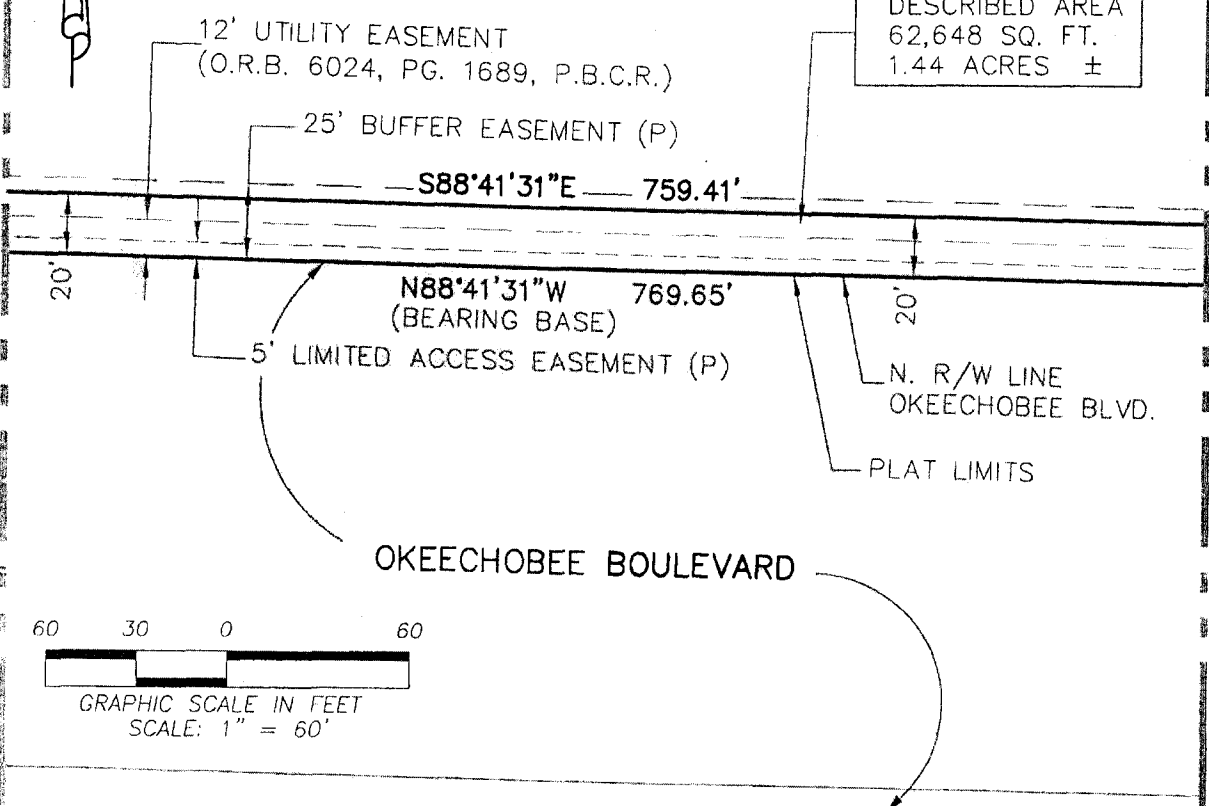 DESCRIBED AREA
62,648 SQ. FT.
1.44 ACRES ±
12' UTILITY EASEMENT
(O.R.B. 6024, PG. 1689, P.B.C.R.)
25' BUFFER EASEMENT (P)
S88°41'31"E 759.41'
20'
20'
N88°41'31"W 769.65'
(BEARING BASE)
5' LIMITED ACCESS EASEMENT (P)
N. R/W LINE
OKEECHOBEE BLVD.
PLAT LIMITS
OKEECHOBEE BOULEVARD
60 30 0 60
GRAPHIC SCALE IN FEET
SCALE: 1" = 60'